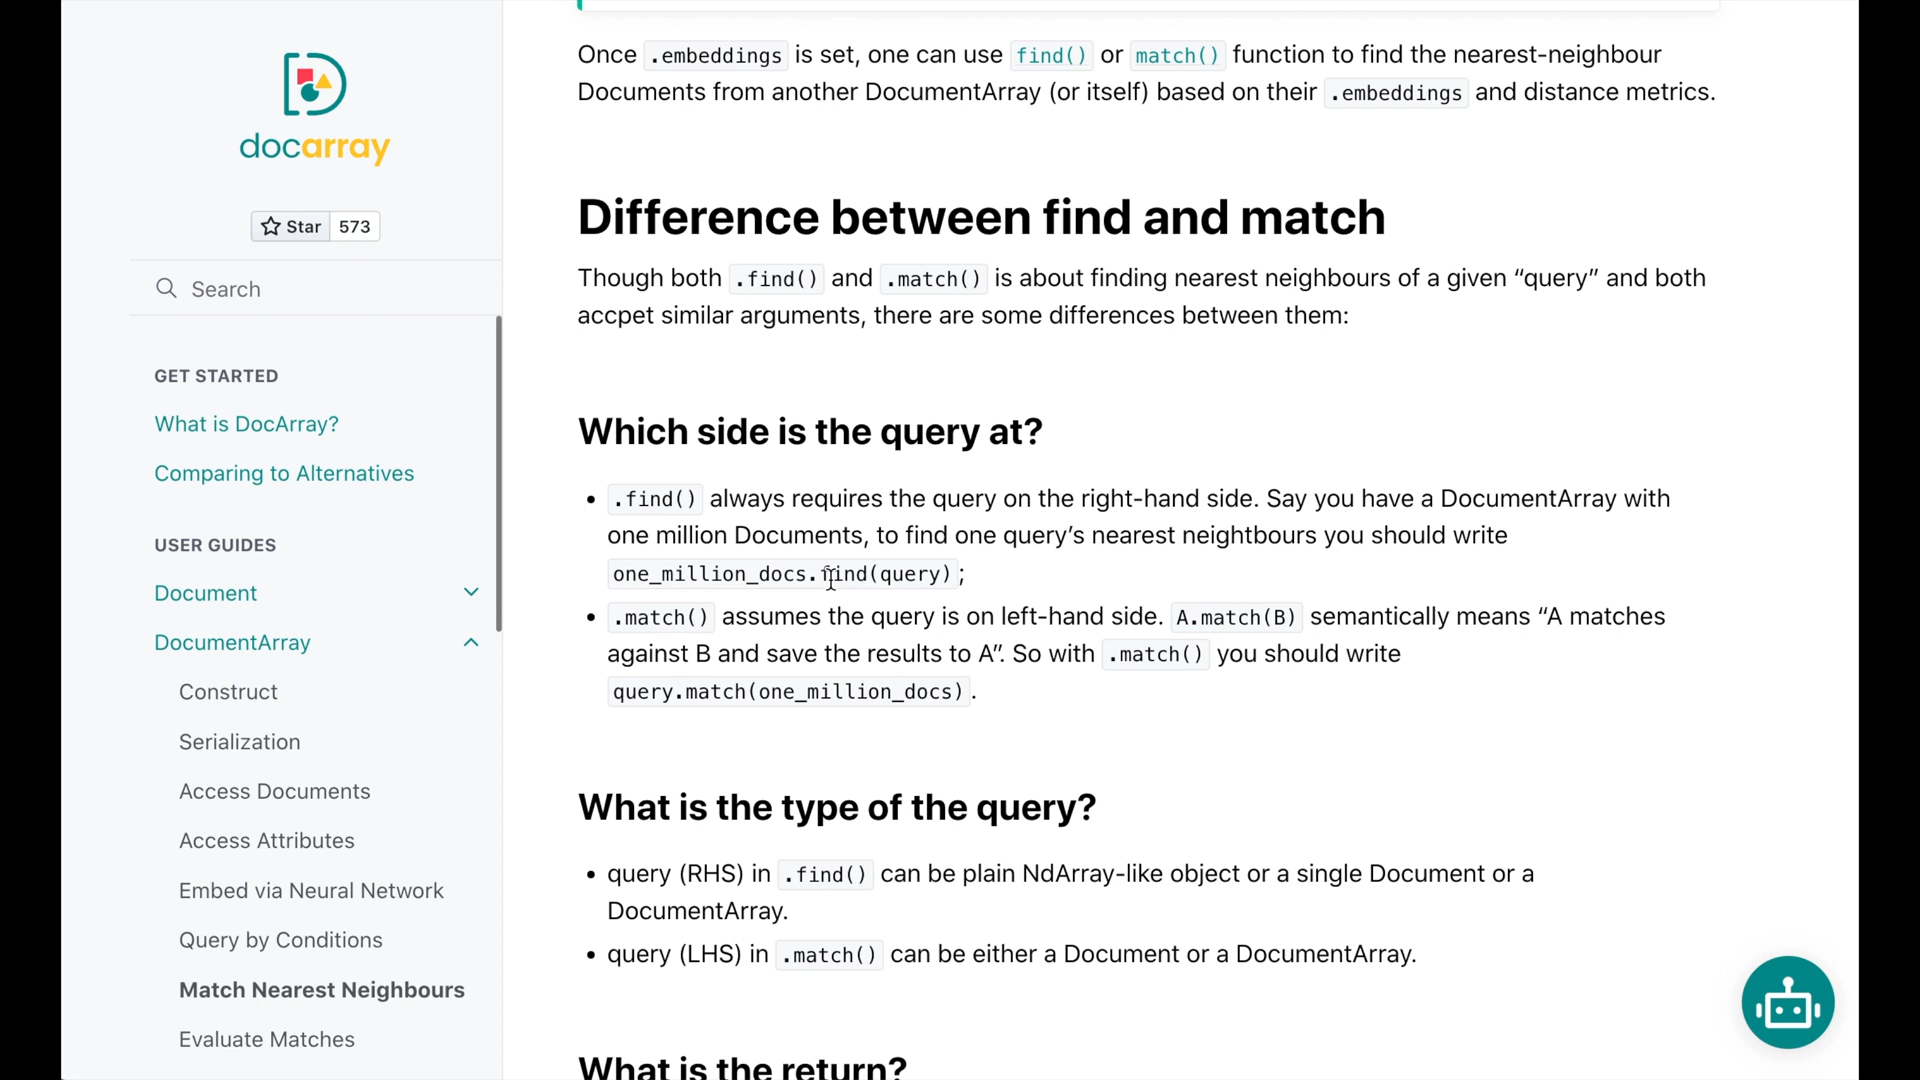 docarray
Star 573
Search
GET STARTED
What is DocArray?
Comparing to Alternatives
USER GUIDES
Document
DocumentArray
Construct
Serialization
Access Documents
Access Attributes
Embed via Neural Network
Query by Conditions
Match Nearest Neighbours
Evaluate Matches
Once .embeddings is set, one can use find() or match() function to find the nearest-neighbour
Documents from another DocumentArray (or itself) based on their .embeddings and distance metrics.
Difference between find and match
Though both .find() and .match() is about finding nearest neighbours of a given “query” and both
accpet similar arguments, there are some differences between them:
Which side is the query at?
• .find() always requires the query on the right-hand side. Say you have a DocumentArray with
one million Documents, to find one query’s nearest neightbours you should write
one_million_docs.find(query);
• .match() assumes the query is on left-hand side. A.match(B) semantically means “A matches
against B and save the results to A”. So with .match() you should write
query.match(one_million_docs).
What is the type of the query?
• query (RHS) in .find() can be plain NdArray-like object or a single Document or a
DocumentArray.
• query (LHS) in .match() can be either a Document or a DocumentArray.
What is the return?